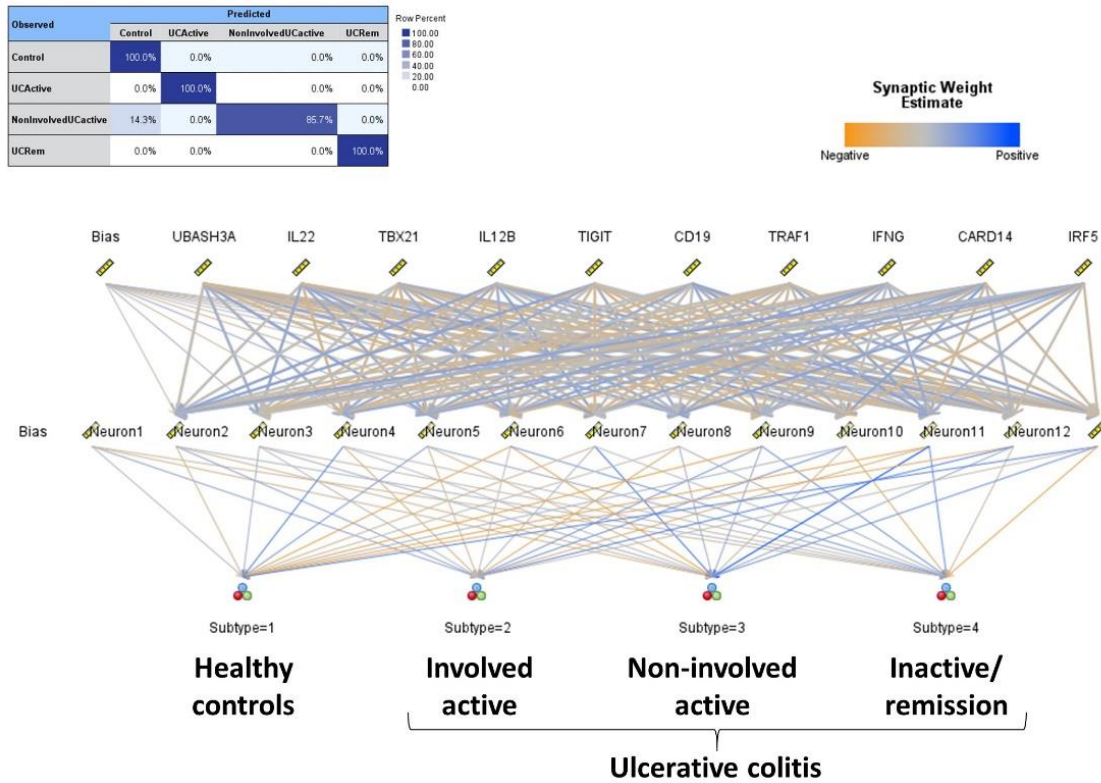 Observed
Predicted
Control UCActive NonInvolvedUCactive UCRem
Control 100.0% 0.0% 0.0% 0.0%
UCActive 0.0% 100.0% 0.0% 0.0%
NonInvolvedUCactive 14.3% 0.0% 85.7% 0.0%
UCRem 0.0% 0.0% 0.0% 100.0%
Row Percent
100.00
80.00
60.00
40.00
20.00
0.00
Synaptic Weight
Estimate
Negative Positive
Bias UBASH3A IL22 TBX21 IL12B TIGIT CD19 TRAF1 IFNG CARD14 IRF5
Bias Neuron1 Neuron2 Neuron3 Neuron4 Neuron5 Neuron6 Neuron7 Neuron8 Neuron9 Neuron10 Neuron11 Neuron12
Subtype=1 Subtype=2 Subtype=3 Subtype=4
Healthy Involved Non-involved Inactive/
controls active active remission
Ulcerative colitis